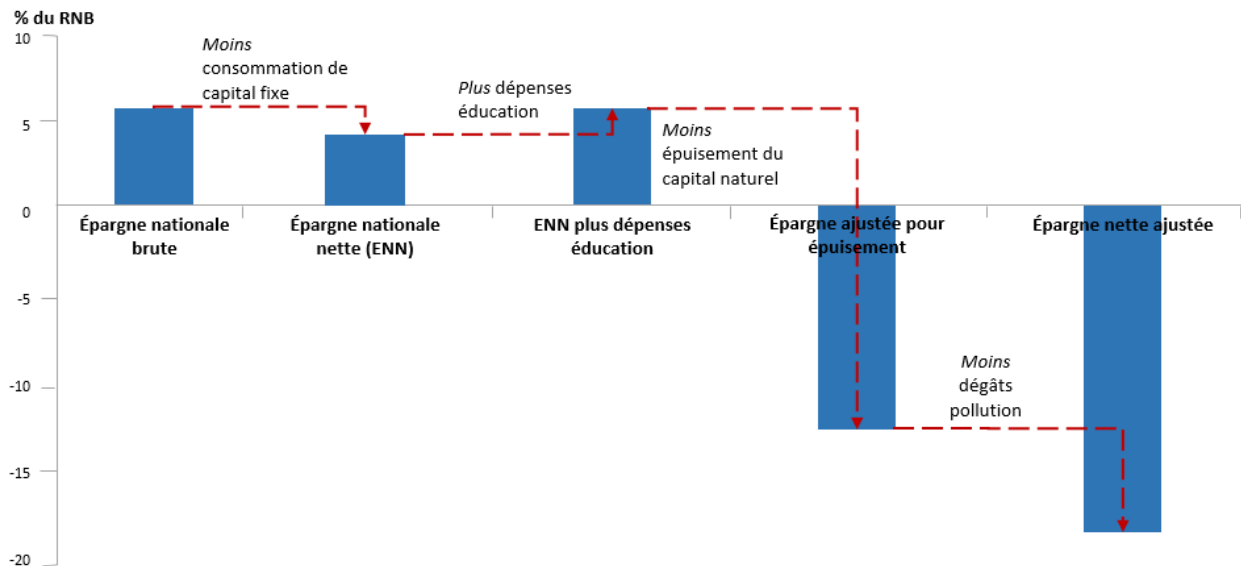 % du RNB
10
5
0
-5
-10
-15
-20
Moins
consommation de
capital fixe
Plus dépenses
éducation
Moins
épuisement du
capital naturel
Épargne nationale
brute
Épargne nationale
nette (ENN)
ENN plus dépenses
éducation
Épargne ajustée pour
épuisement
Épargne nette ajustée
Moins
dégâts
pollution